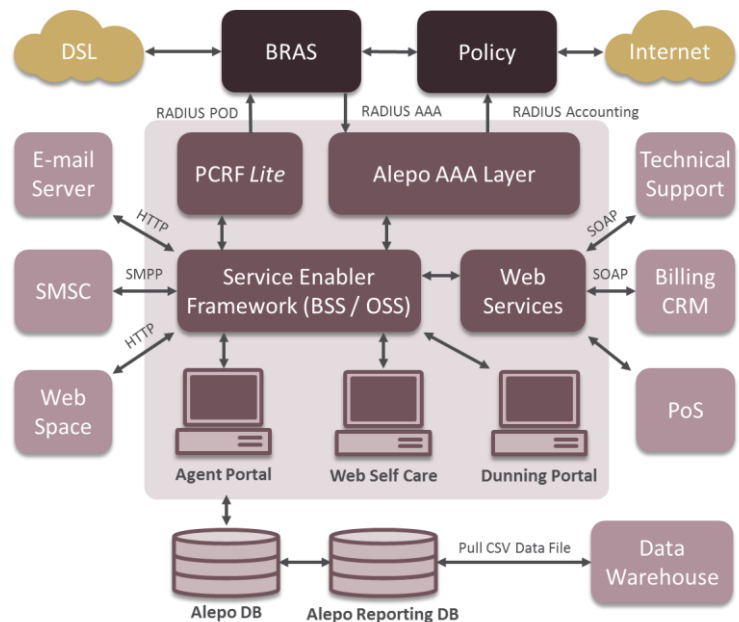 DSL
BRAS
Policy
Internet
RADIUS POD
RADIUS AAA
RADIUS Accounting
E-mail
Server
PCRF Lite
Alepo AAA Layer
Technical
Support
HTTP
SOAP
SMSC
SMPP
Service Enabler
Framework (BSS / OSS)
Web
Services
SOAP
Billing
CRM
HTTP
Web
Space
PoS
Agent Portal
Web Self Care
Dunning Portal
Pull CSV Data File
Data
Warehouse
Alepo DB
Alepo Reporting DB